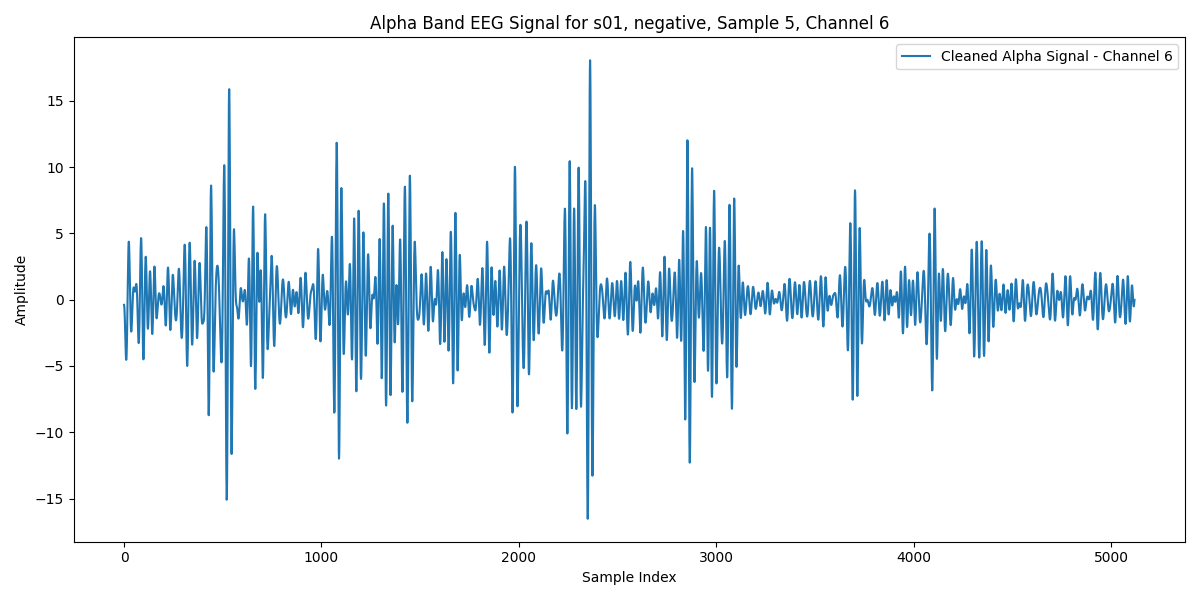 Alpha Band EEG Signal for s01, negative, Sample 5, Channel 6
Cleaned Alpha Signal - Channel 6
Amplitude
15
10
5
0
−5
−10
−15
0 1000 2000 3000 4000 5000
Sample Index